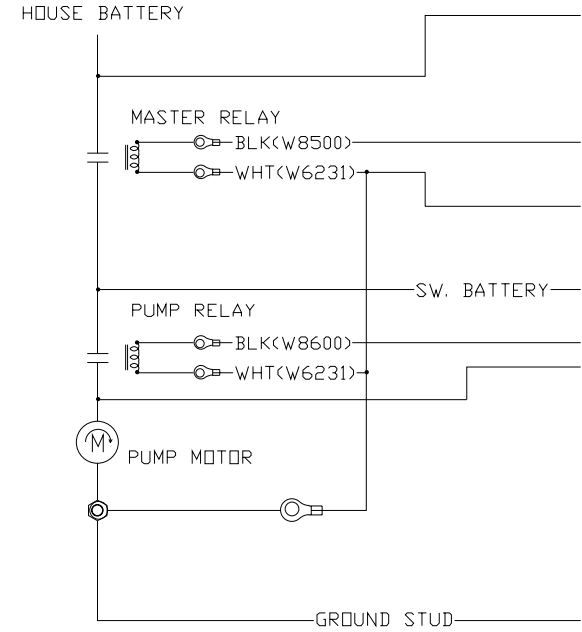 HOUSE BATTERY
MASTER RELAY
BLK(W8500)
WHT(W6231)
SW. BATTERY
PUMP RELAY
BLK(W8600)
WHT(W6231)
M
PUMP MOTOR
GROUND STUD